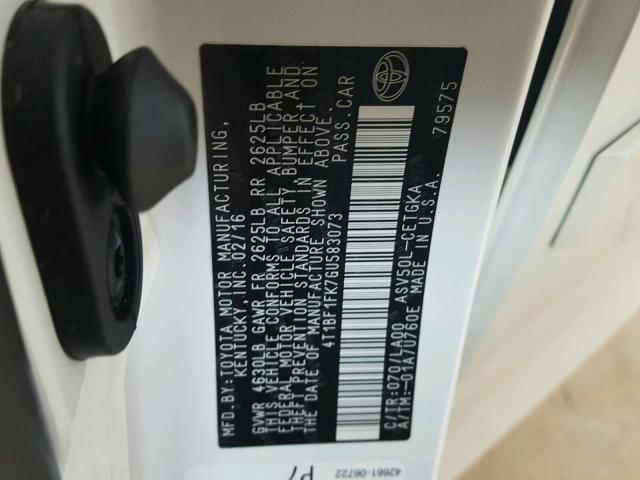 MFD.BY:TOYOTA MOTOR MANUFACTURING,
KENTUCKY, INC. 02/16
GVWR 4630LB GAWR FR 2625LB RR 2625LB
THIS VEHICLE CONFORMS TO ALL APPLICABLE
FEDERAL MOTOR VEHICLE SAFETY, BUMPER AND
THEFT PREVENTION STANDARDS IN EFFECT ON
THE DATE OF MANUFACTURE SHOWN ABOVE.
4T1BF1FK7GU583073 PASS.CAR
C/TR:070/LA00 ASV50L-CETGKA
A/TM:-01A/U760E MADE IN U.S.A.
79575
42661-06722